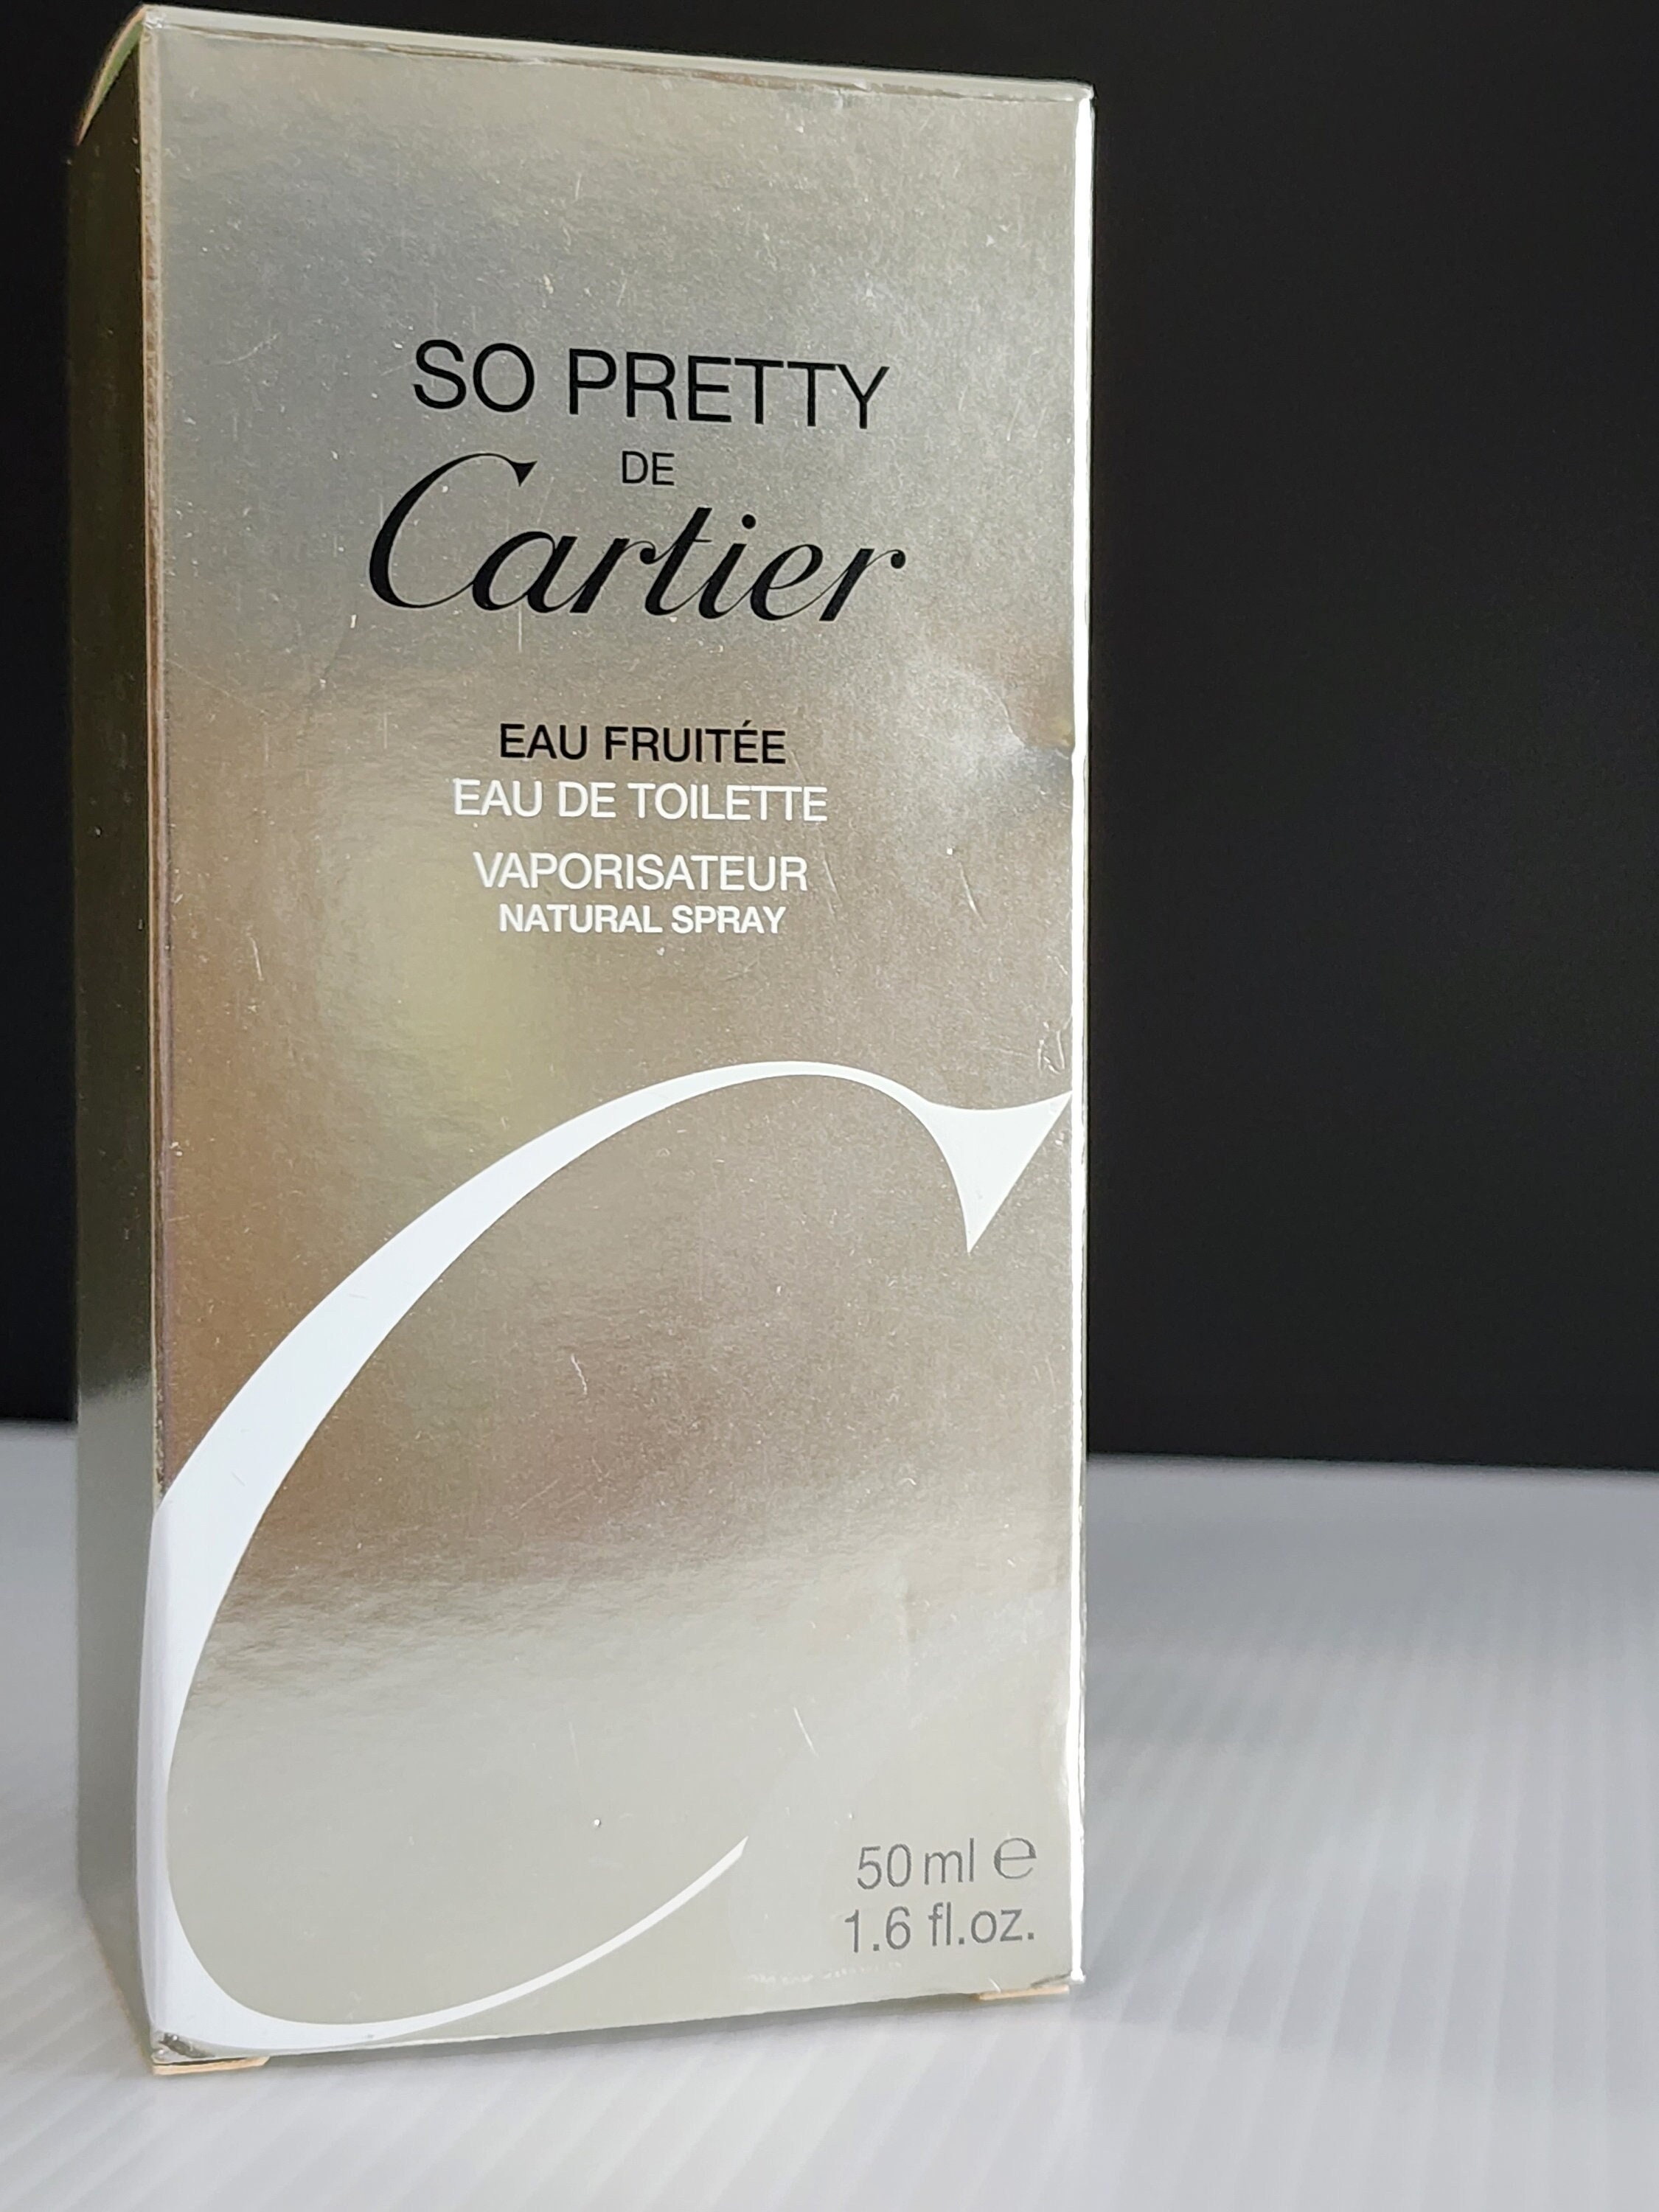 SO PRETTY
DE
Cartier
EAU FRUITÉE
EAU DE TOILETTE
VAPORISATEUR
NATURAL SPRAY
C
50 ml ℮
1.6 fl.oz.